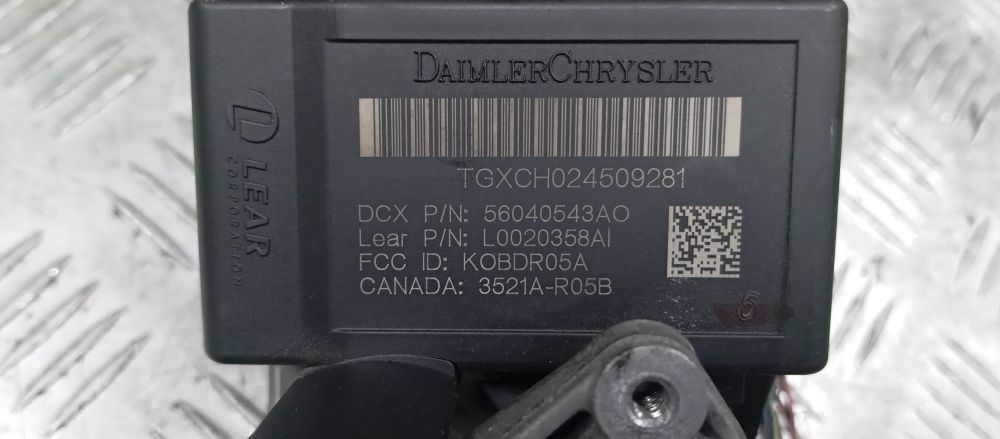 DAIMLERCHRYSLER
TGXCH024509281
DCX P/N: 56040543AO
Lear P/N: L0020358AI
FCC ID: KOBDR05A
CANADA: 3521A-R05B
5
LEAR
CORPORATION